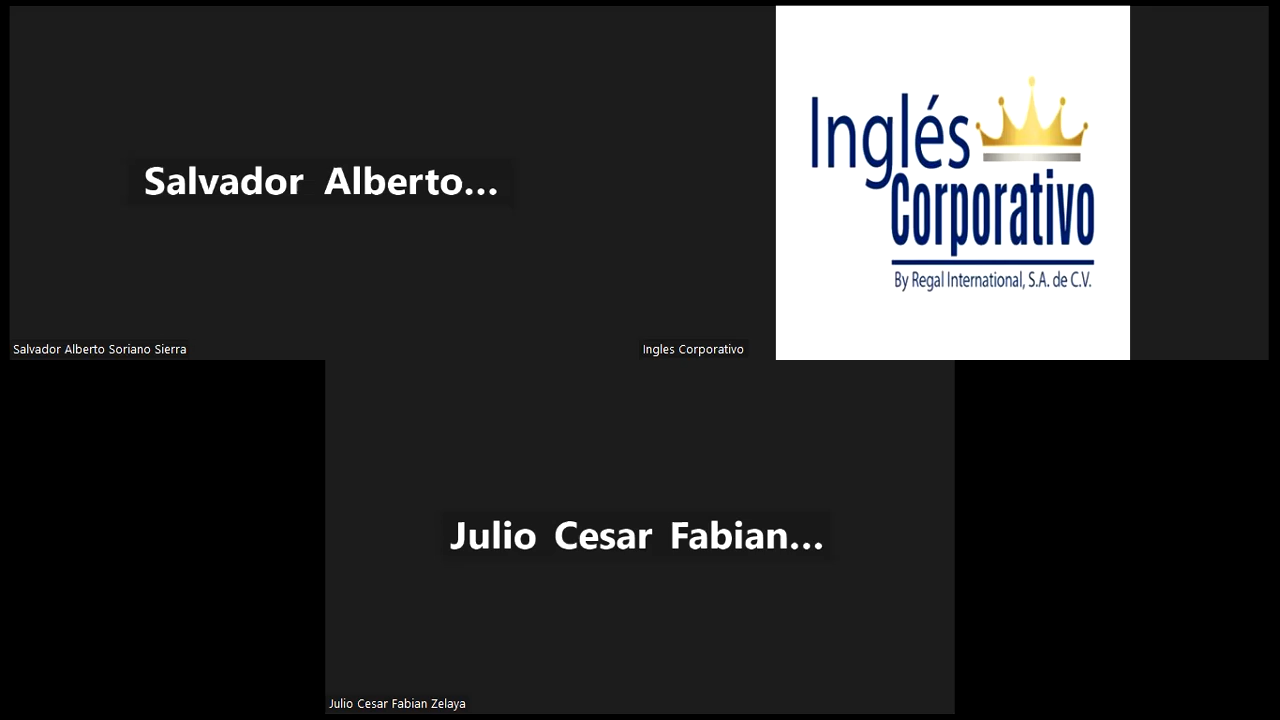 Salvador Alberto...
Salvador Alberto Soriano Sierra
Inglés
Corporativo
By Regal International, S.A. de C.V.
Ingles Corporativo
Julio Cesar Fabian...
Julio Cesar Fabian Zelaya